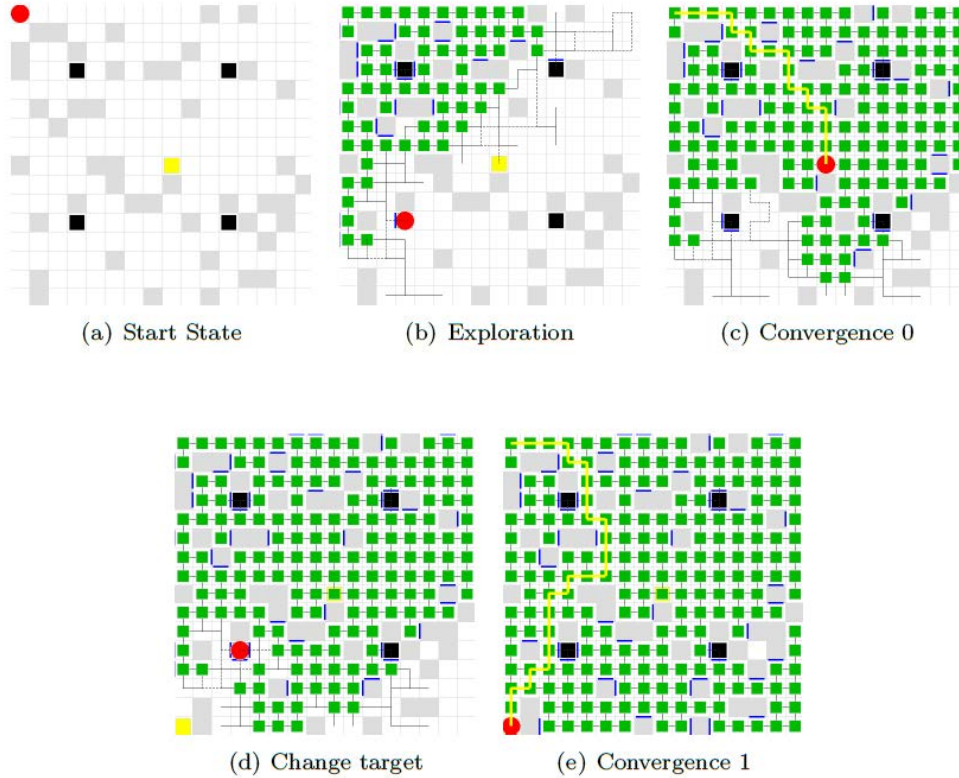 (a) Start State
(b) Exploration
(c) Convergence 0
(d) Change target
(e) Convergence 1